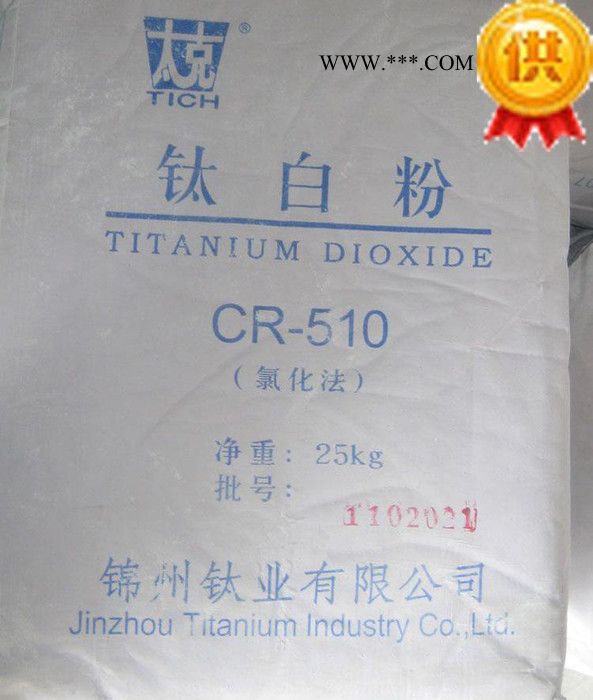 太克®
TICH
WWW.***.COM
供
钛白粉
TITANIUM DIOXIDE
CR-510
(氯化法)
净重: 25kg
批号: 1102021
锦州钛业有限公司
Jinzhou Titanium Industry Co.,Ltd.